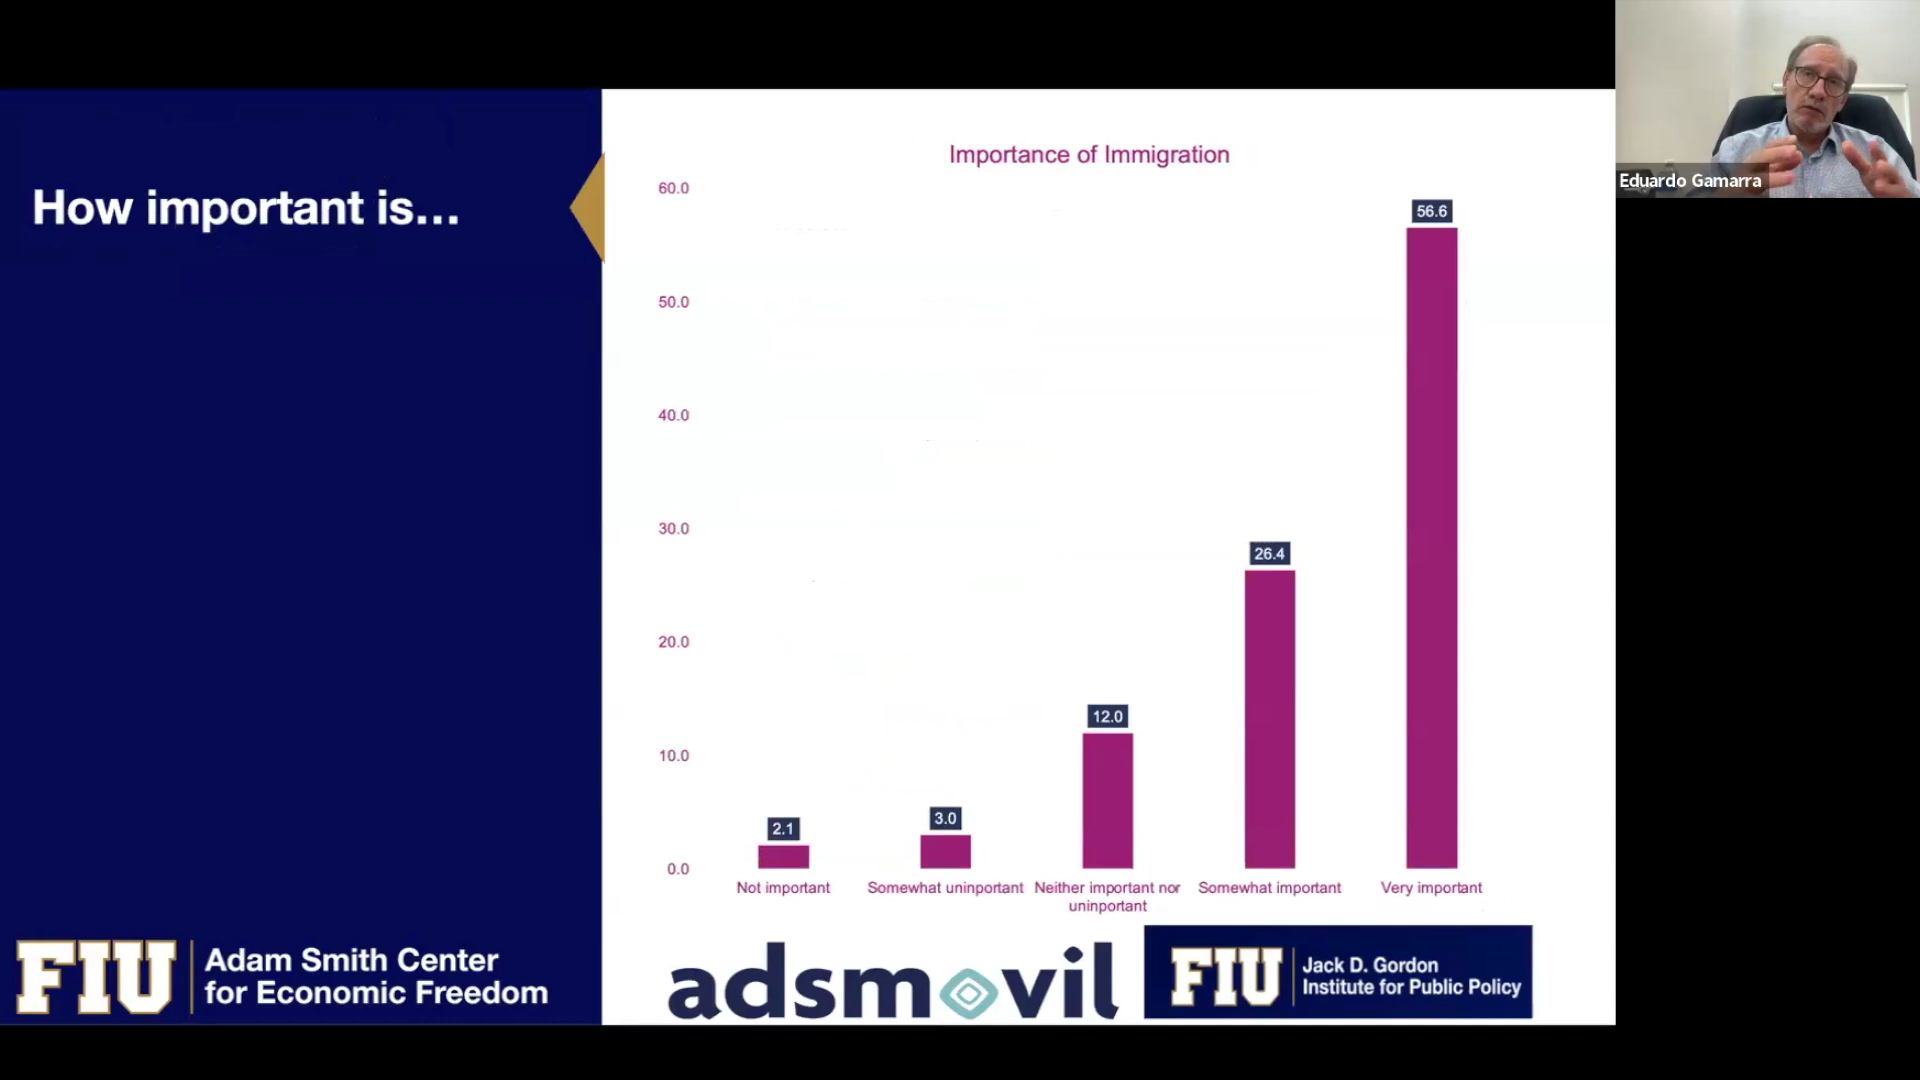 How important is...
Importance of Immigration
60.0
50.0
40.0
30.0
20.0
10.0
0.0
2.1
3.0
12.0
26.4
56.6
Not important
Somewhat uninportant
Neither important nor
uninportant
Somewhat important
Very important
FIU
Adam Smith Center
for Economic Freedom
adsmovil
FIU
Jack D. Gordon
Institute for Public Policy
Eduardo Gamarra